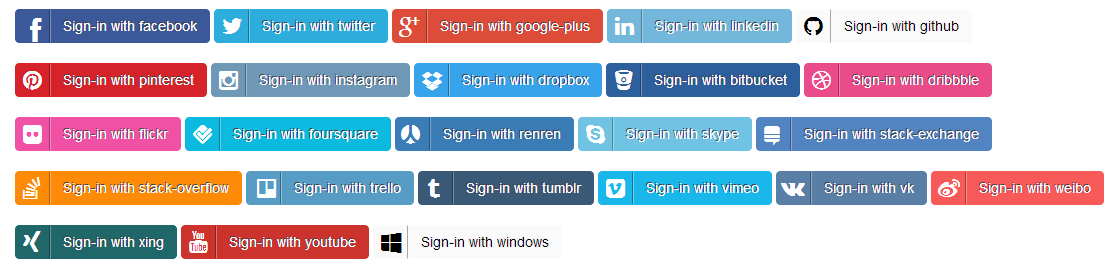 Sign-in with facebook Sign-in with twitter Sign-in with google-plus Sign-in with linkedin Sign-in with github
Sign-in with pinterest Sign-in with instagram Sign-in with dropbox Sign-in with bitbucket Sign-in with dribbble
Sign-in with flickr Sign-in with foursquare Sign-in with renren Sign-in with skype Sign-in with stack-exchange
Sign-in with stack-overflow Sign-in with trello Sign-in with tumblr Sign-in with vimeo Sign-in with vk Sign-in with weibo
Sign-in with xing You Tube Sign-in with youtube Sign-in with windows